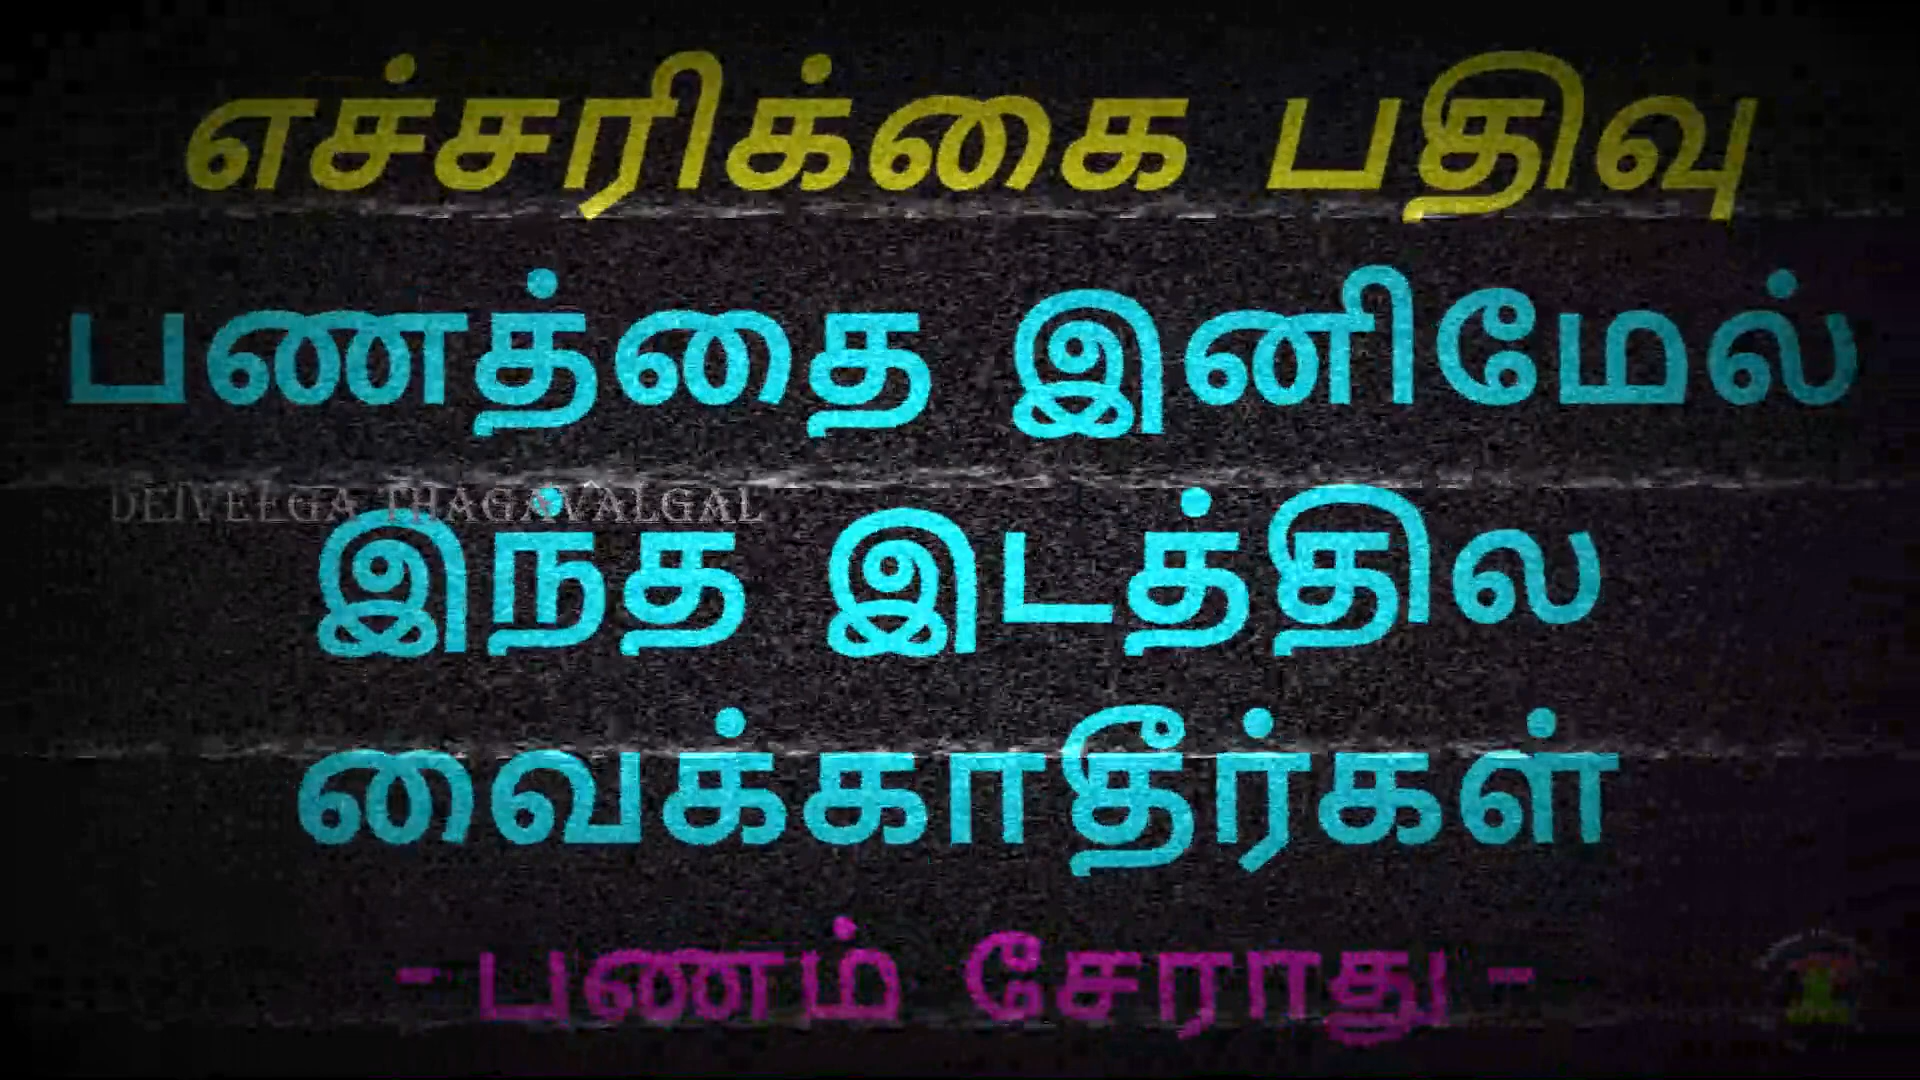 எச்சரிக்கை பதிவு
பணத்தை இனிமேல்
DEIVEEGA THAGAVALGAL
இந்த இடத்தில
வைக்காதீர்கள்
- பணம் சேராது -